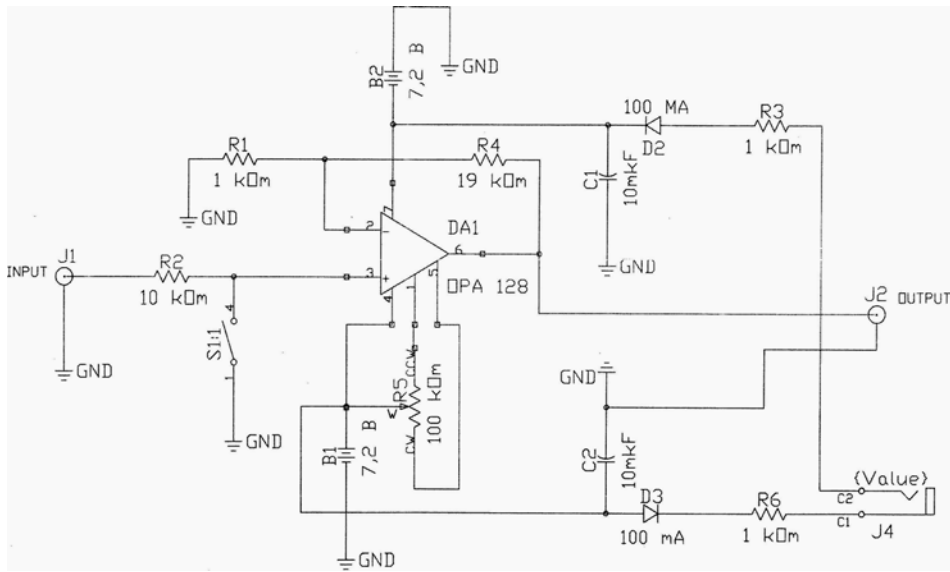 B2
7,2 B
GND
100 MA
D2
R3
1 kOm
R1
1 kOm
R4
19 kOm
C1
10mkF
GND
GND
7
2
−
DA1
6
J1
INPUT
R2
10 kOm
3
+
5
OPA 128
4
1
GND
J2
OUTPUT
4
S1:1
1
GND
CCW
R5
W
100 kOm
CW
GND
B1
7,2 B
C2
10mkF
{Value}
C2
C1
J4
D3
100 mA
R6
1 kOm
GND
GND